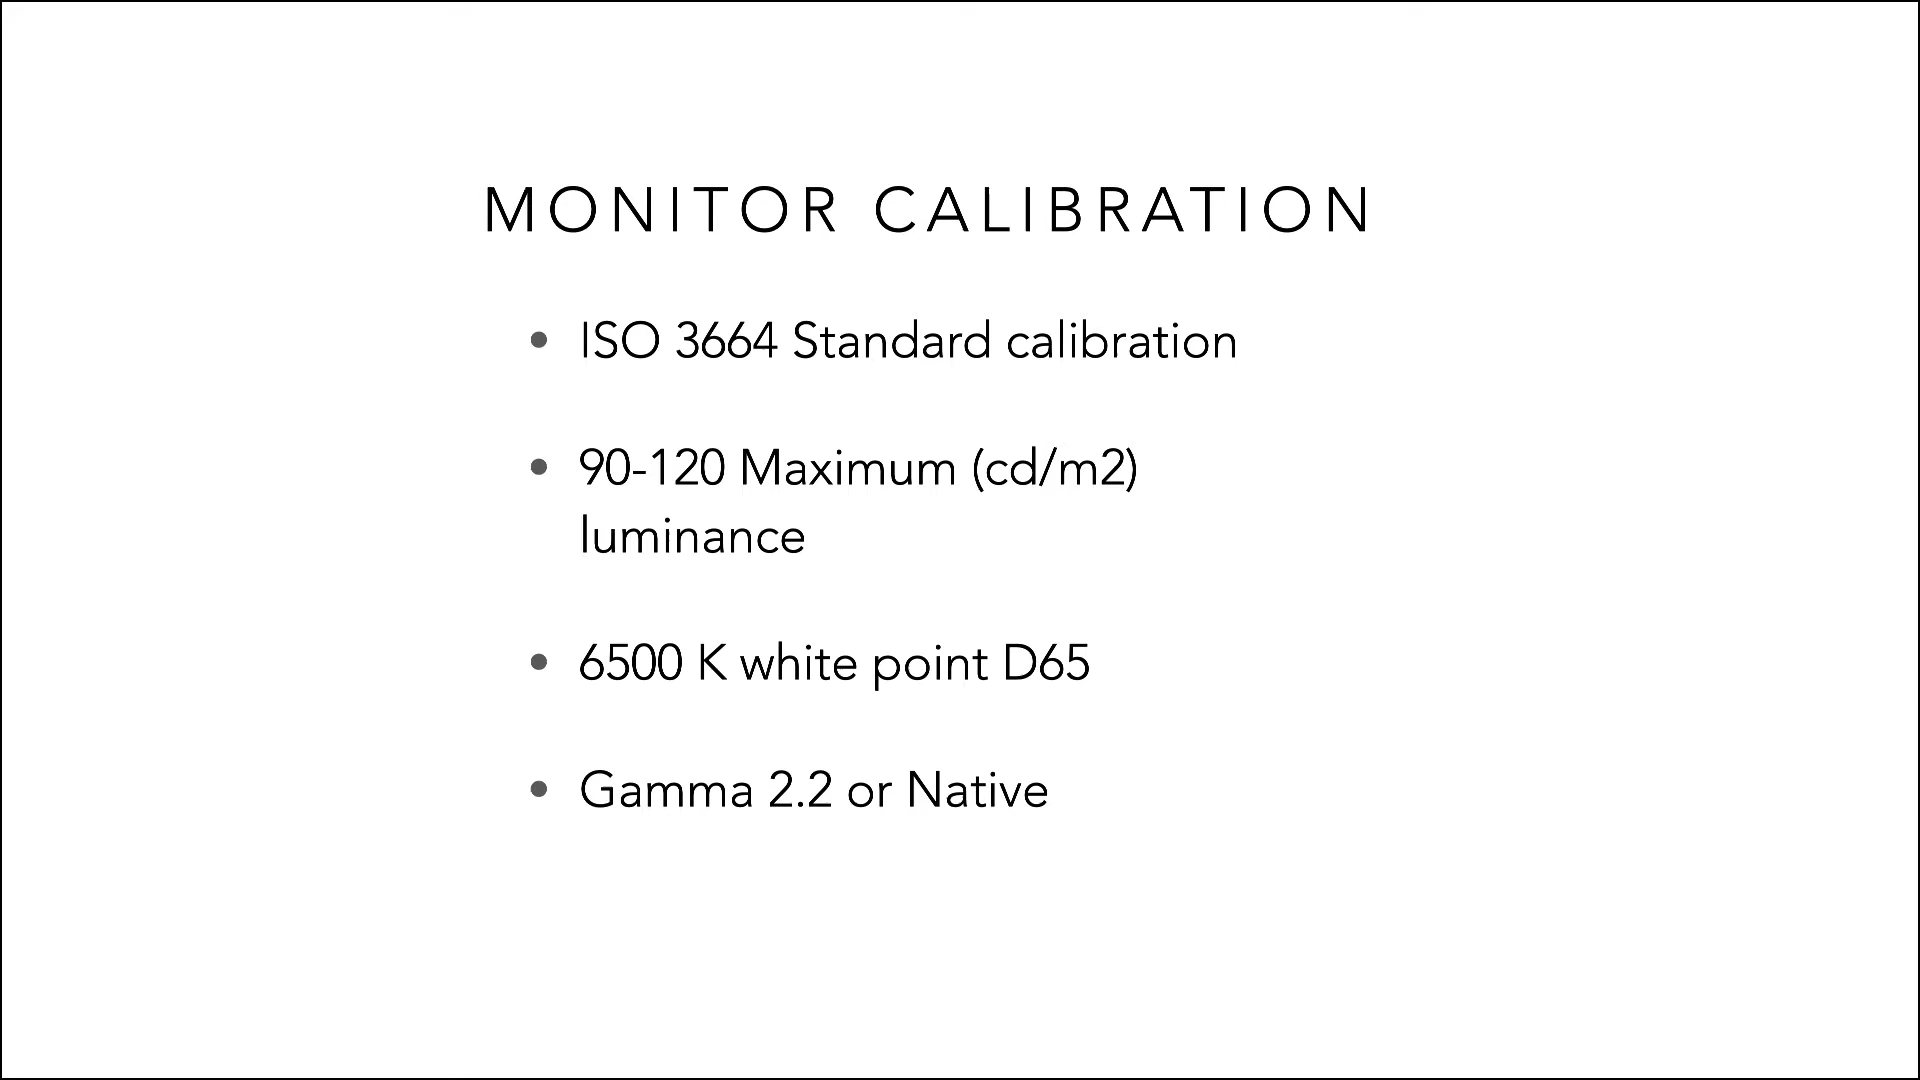 MONITOR CALIBRATION
• ISO 3664 Standard calibration
• 90-120 Maximum (cd/m2)
luminance
• 6500 K white point D65
• Gamma 2.2 or Native